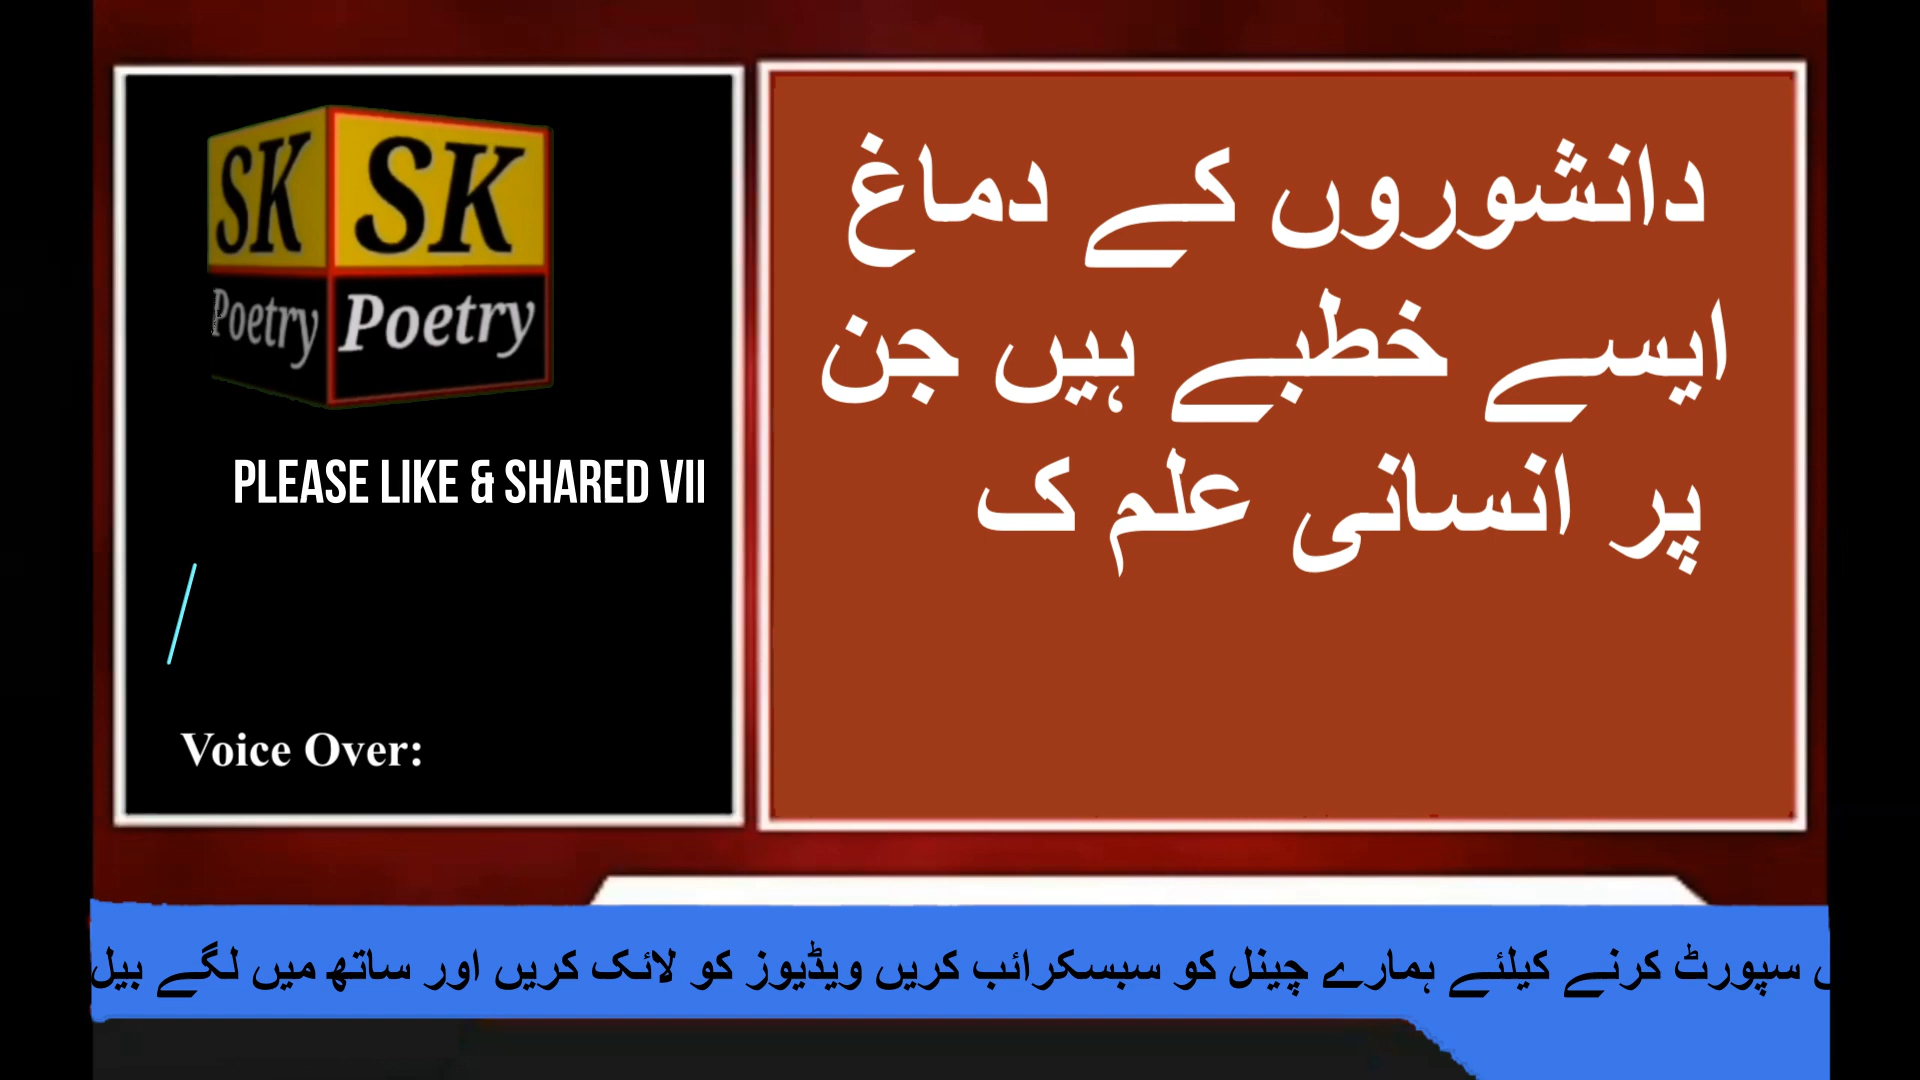 SK SK
Poetry Poetry
PLEASE LIKE & SHARED VII
Voice Over:
دانشوروں کے دماغ
ایسے خطبے ہیں جن
پر انسانی علم ک
سپورٹ کرنے کیلئے ہمارے چینل کو سبسکرائب کریں ویڈیوز کو لائک کریں اور ساتھ میں لگے بیل